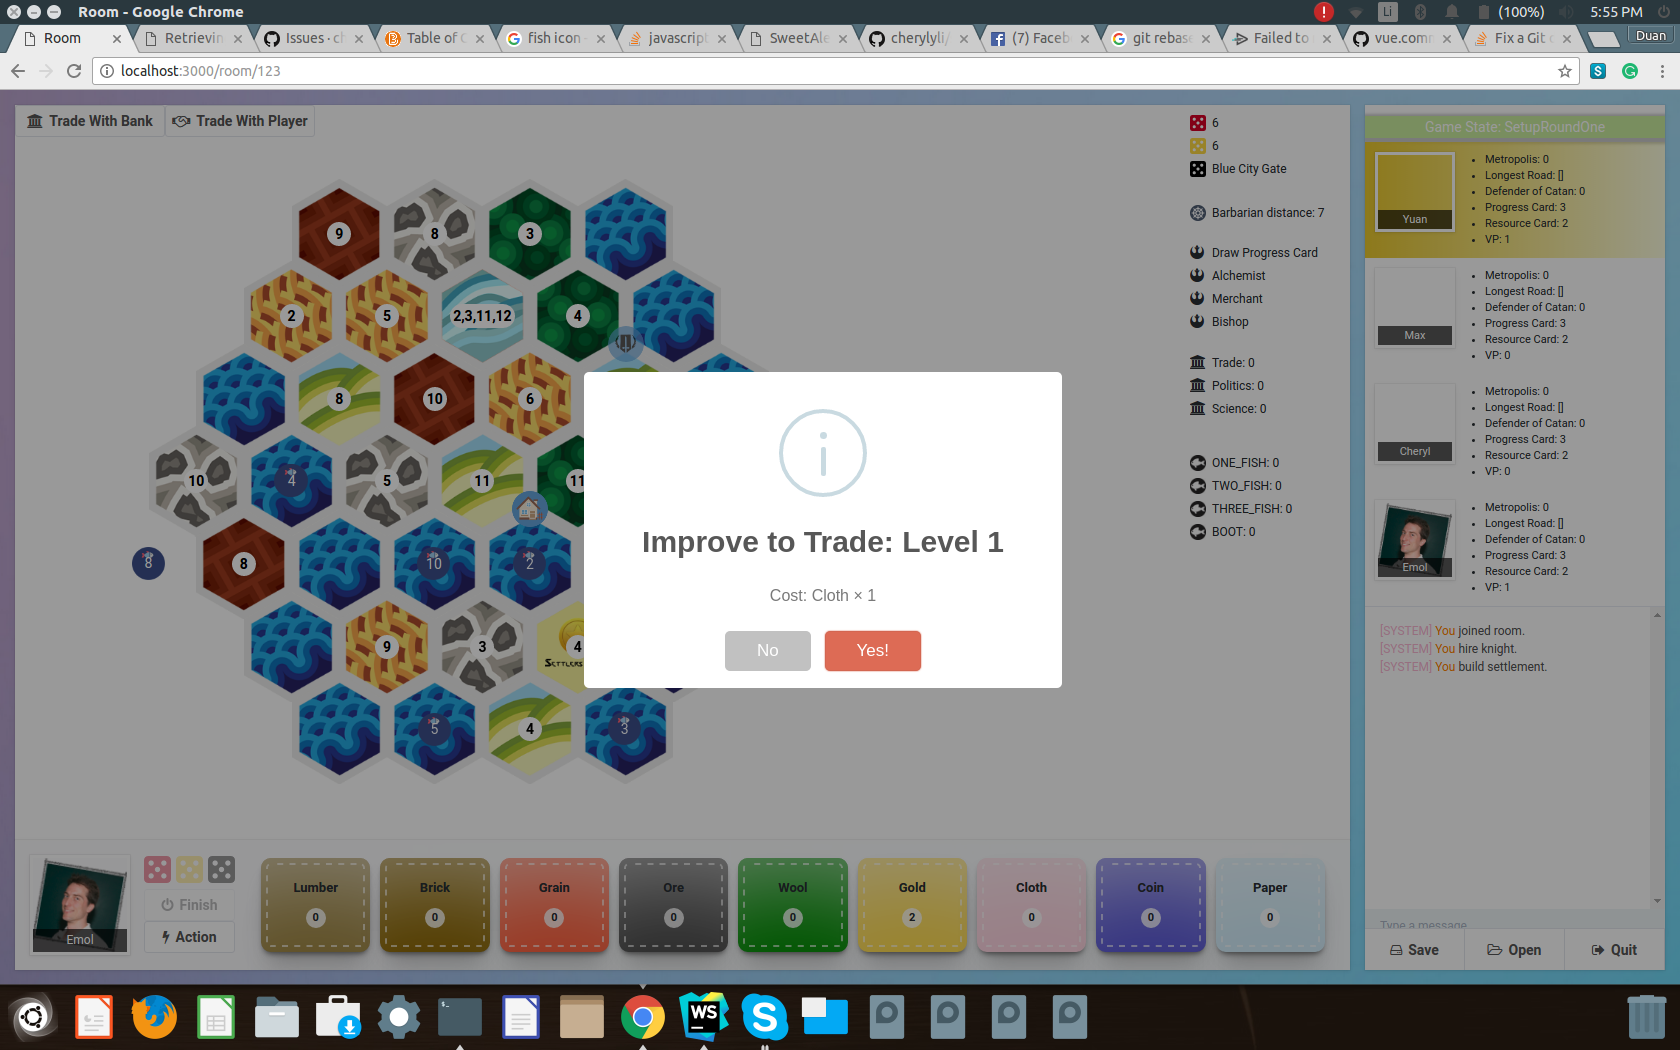 Room - Google Chrome
Li
(100%)
5:55 PM
Room
Retrievin
Issues · ch
Table of C
fish icon -
javascript
SweetAle
cherylyli/
(7) Faceb
git rebase
Failed to
vue.com
Fix a Git
Duan
localhost:3000/room/123
Trade With Bank
Trade With Player
6
6
Blue City Gate
Barbarian distance: 7
Draw Progress Card
Alchemist
Merchant
Bishop
Trade: 0
Politics: 0
Science: 0
ONE_FISH: 0
TWO_FISH: 0
THREE_FISH: 0
BOOT: 0
9
8
3
2
5
2,3,11,12
4
8
10
6
10
4
5
11
11
8
8
10
2
9
3
4
SETTLERS
5
4
3
Improve to Trade: Level 1
Cost: Cloth × 1
No
Yes!
Game State: SetupRoundOne
Yuan
Metropolis: 0
Longest Road: []
Defender of Catan: 0
Progress Card: 3
Resource Card: 2
VP: 1
Max
Metropolis: 0
Longest Road: []
Defender of Catan: 0
Progress Card: 3
Resource Card: 2
VP: 0
Cheryl
Metropolis: 0
Longest Road: []
Defender of Catan: 0
Progress Card: 3
Resource Card: 2
VP: 0
Emol
Metropolis: 0
Longest Road: []
Defender of Catan: 0
Progress Card: 3
Resource Card: 2
VP: 1
[SYSTEM] You joined room.
[SYSTEM] You hire knight.
[SYSTEM] You build settlement.
Type a message
Save
Open
Quit
Emol
Finish
Action
Lumber
0
Brick
0
Grain
0
Ore
0
Wool
0
Gold
2
Cloth
0
Coin
0
Paper
0
WS